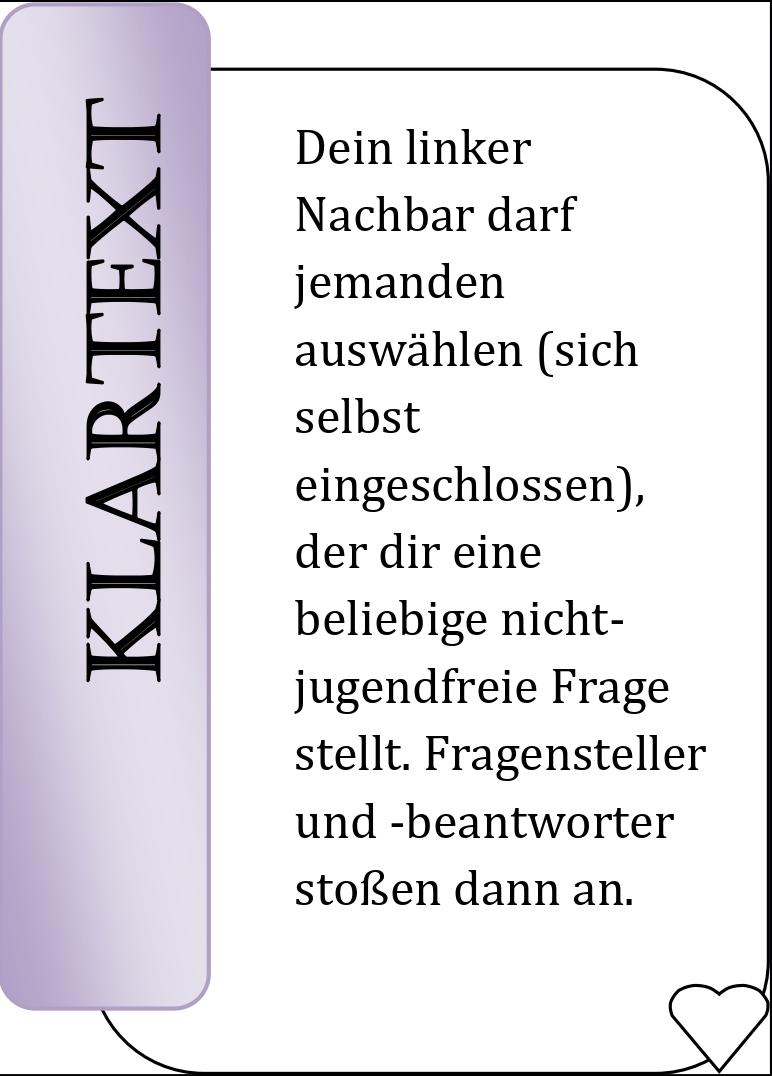 KLARTEXT
Dein linker
Nachbar darf
jemanden
auswählen (sich
selbst
eingeschlossen),
der dir eine
beliebige nicht-
jugendfreie Frage
stellt. Fragensteller
und -beantworter
stoßen dann an.